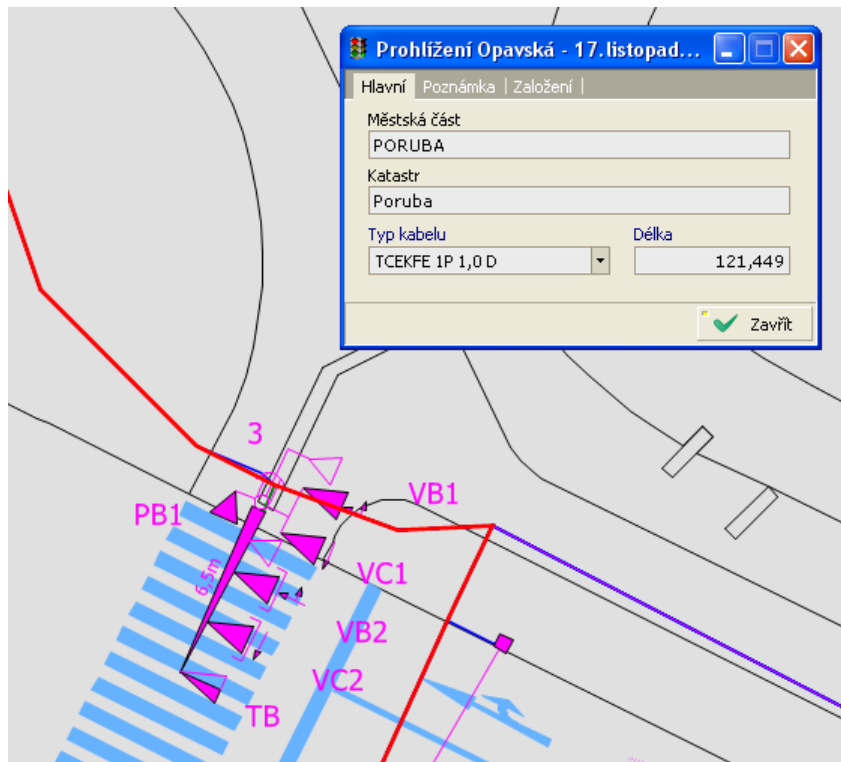 Prohlížení Opavská - 17.listopad...
Hlavní
Poznámka
Založení
Městská část
PORUBA
Katastr
Poruba
Typ kabelu
Délka
TCEKFE 1P 1,0 D
121,449
Zavřít
3
PB1
VB1
6,5m
VC1
VB2
VC2
TB